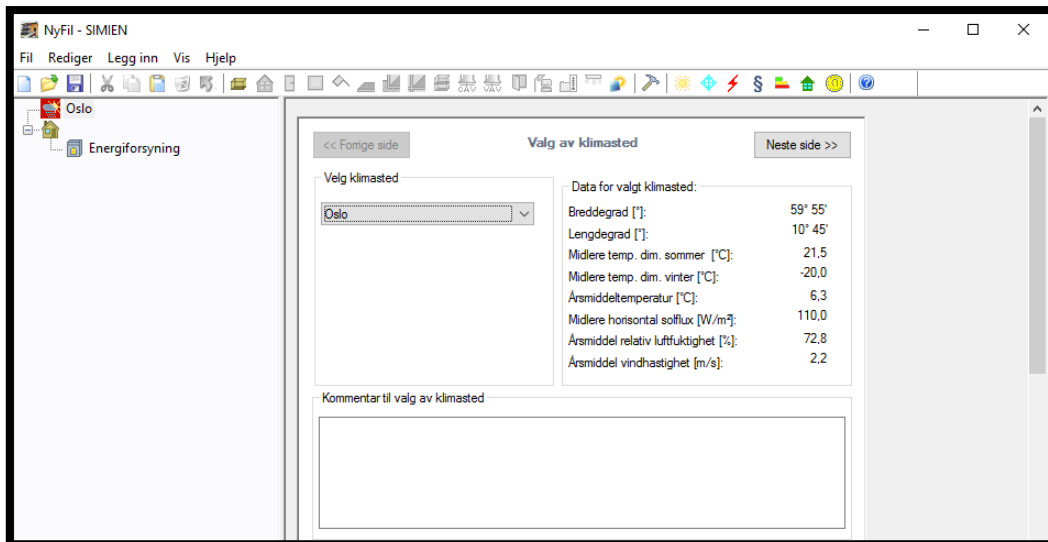 NyFil - SIMIEN
Fil Rediger Legg inn Vis Hjelp
CAV VAV
§
Oslo
Energiforsyning
<< Forrige side Valg av klimasted Neste side >>
Velg klimasted
Oslo
Data for valgt klimasted:
Breddegrad [°]: 59° 55'
Lengdegrad [°]: 10° 45'
Midlere temp. dim. sommer [°C]: 21,5
Midlere temp. dim. vinter [°C]: -20,0
Årsmiddeltemperatur [°C]: 6,3
Midlere horisontal solflux [W/m²]: 110,0
Årsmiddel relativ luftfuktighet [%]: 72,8
Årsmiddel vindhastighet [m/s]: 2,2
Kommentar til valg av klimasted